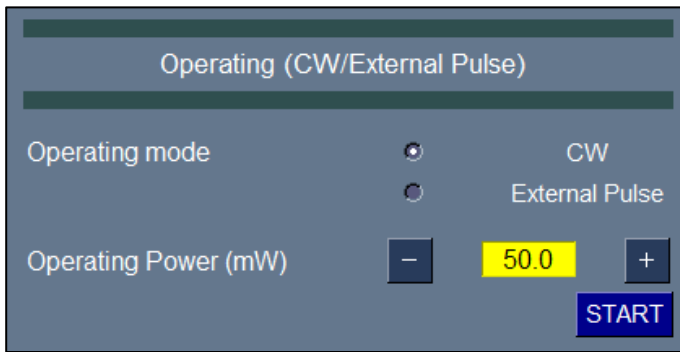 Operating (CW/External Pulse)
Operating mode CW
External Pulse
Operating Power (mW) − 50.0 +
START